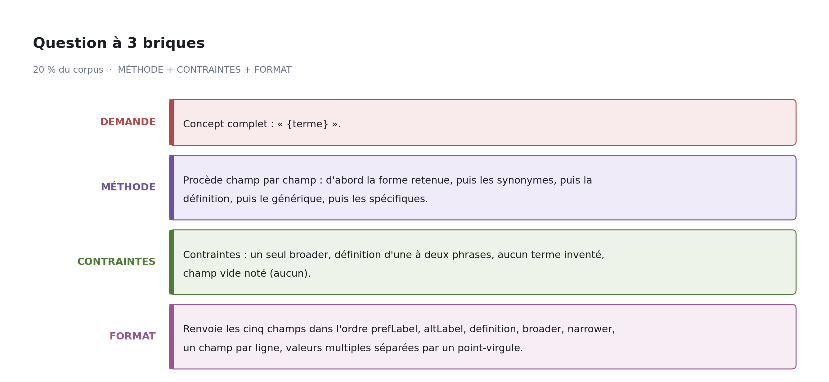 Question à 3 briques
20 % du corpus · MÉTHODE + CONTRAINTES + FORMAT
DEMANDE
Concept complet : « {terme} ».
MÉTHODE
Procède champ par champ : d'abord la forme retenue, puis les synonymes, puis la
définition, puis le générique, puis les spécifiques.
CONTRAINTES
Contraintes : un seul broader, définition d'une à deux phrases, aucun terme inventé,
champ vide noté (aucun).
FORMAT
Renvoie les cinq champs dans l'ordre prefLabel, altLabel, definition, broader, narrower,
un champ par ligne, valeurs multiples séparées par un point-virgule.